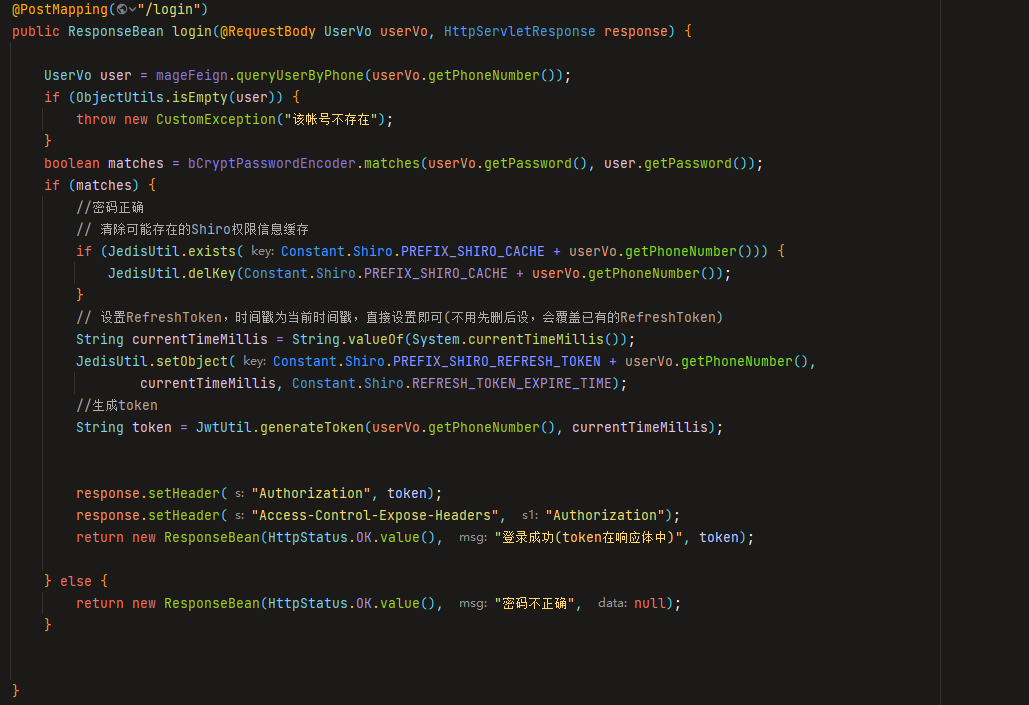 @PostMapping("/login")
public ResponseBean login(@RequestBody UserVo userVo, HttpServletResponse response) {
UserVo user = mageFeign.queryUserByPhone(userVo.getPhoneNumber());
if (ObjectUtils.isEmpty(user)) {
throw new CustomException("该帐号不存在");
}
boolean matches = bCryptPasswordEncoder.matches(userVo.getPassword(), user.getPassword());
if (matches) {
//密码正确
// 清除可能存在的Shiro权限信息缓存
if (JedisUtil.exists( key: Constant.Shiro.PREFIX_SHIRO_CACHE + userVo.getPhoneNumber())) {
JedisUtil.delKey(Constant.Shiro.PREFIX_SHIRO_CACHE + userVo.getPhoneNumber());
}
// 设置RefreshToken，时间戳为当前时间戳，直接设置即可(不用先删后设，会覆盖已有的RefreshToken)
String currentTimeMillis = String.valueOf(System.currentTimeMillis());
JedisUtil.setObject( key: Constant.Shiro.PREFIX_SHIRO_REFRESH_TOKEN + userVo.getPhoneNumber(),
currentTimeMillis, Constant.Shiro.REFRESH_TOKEN_EXPIRE_TIME);
//生成token
String token = JwtUtil.generateToken(userVo.getPhoneNumber(), currentTimeMillis);
response.setHeader( s: "Authorization", token);
response.setHeader( s: "Access-Control-Expose-Headers", s1: "Authorization");
return new ResponseBean(HttpStatus.OK.value(), msg: "登录成功(token在响应体中)", token);
} else {
return new ResponseBean(HttpStatus.OK.value(), msg: "密码不正确", data: null);
}
}